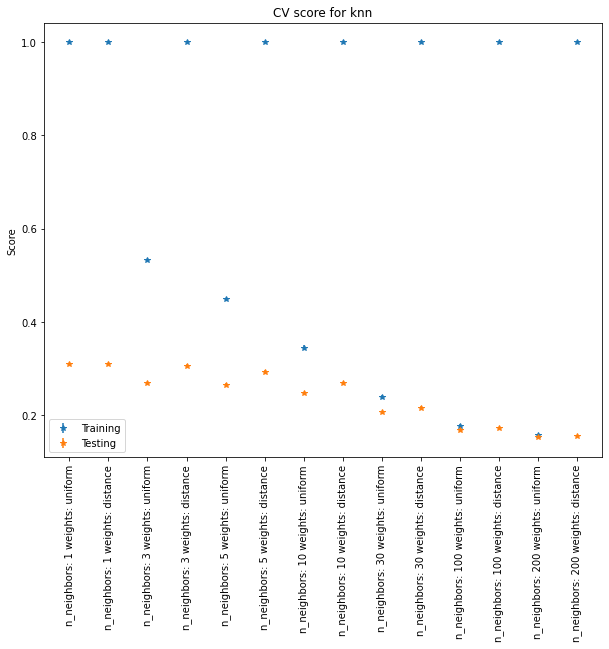 CV score for knn
1.0
0.8
0.6
0.4
0.2
Score
Training
Testing
n_neighbors: 1 weights: uniform
n_neighbors: 1 weights: distance
n_neighbors: 3 weights: uniform
n_neighbors: 3 weights: distance
n_neighbors: 5 weights: uniform
n_neighbors: 5 weights: distance
n_neighbors: 10 weights: uniform
n_neighbors: 10 weights: distance
n_neighbors: 30 weights: uniform
n_neighbors: 30 weights: distance
n_neighbors: 100 weights: uniform
n_neighbors: 100 weights: distance
n_neighbors: 200 weights: uniform
n_neighbors: 200 weights: distance